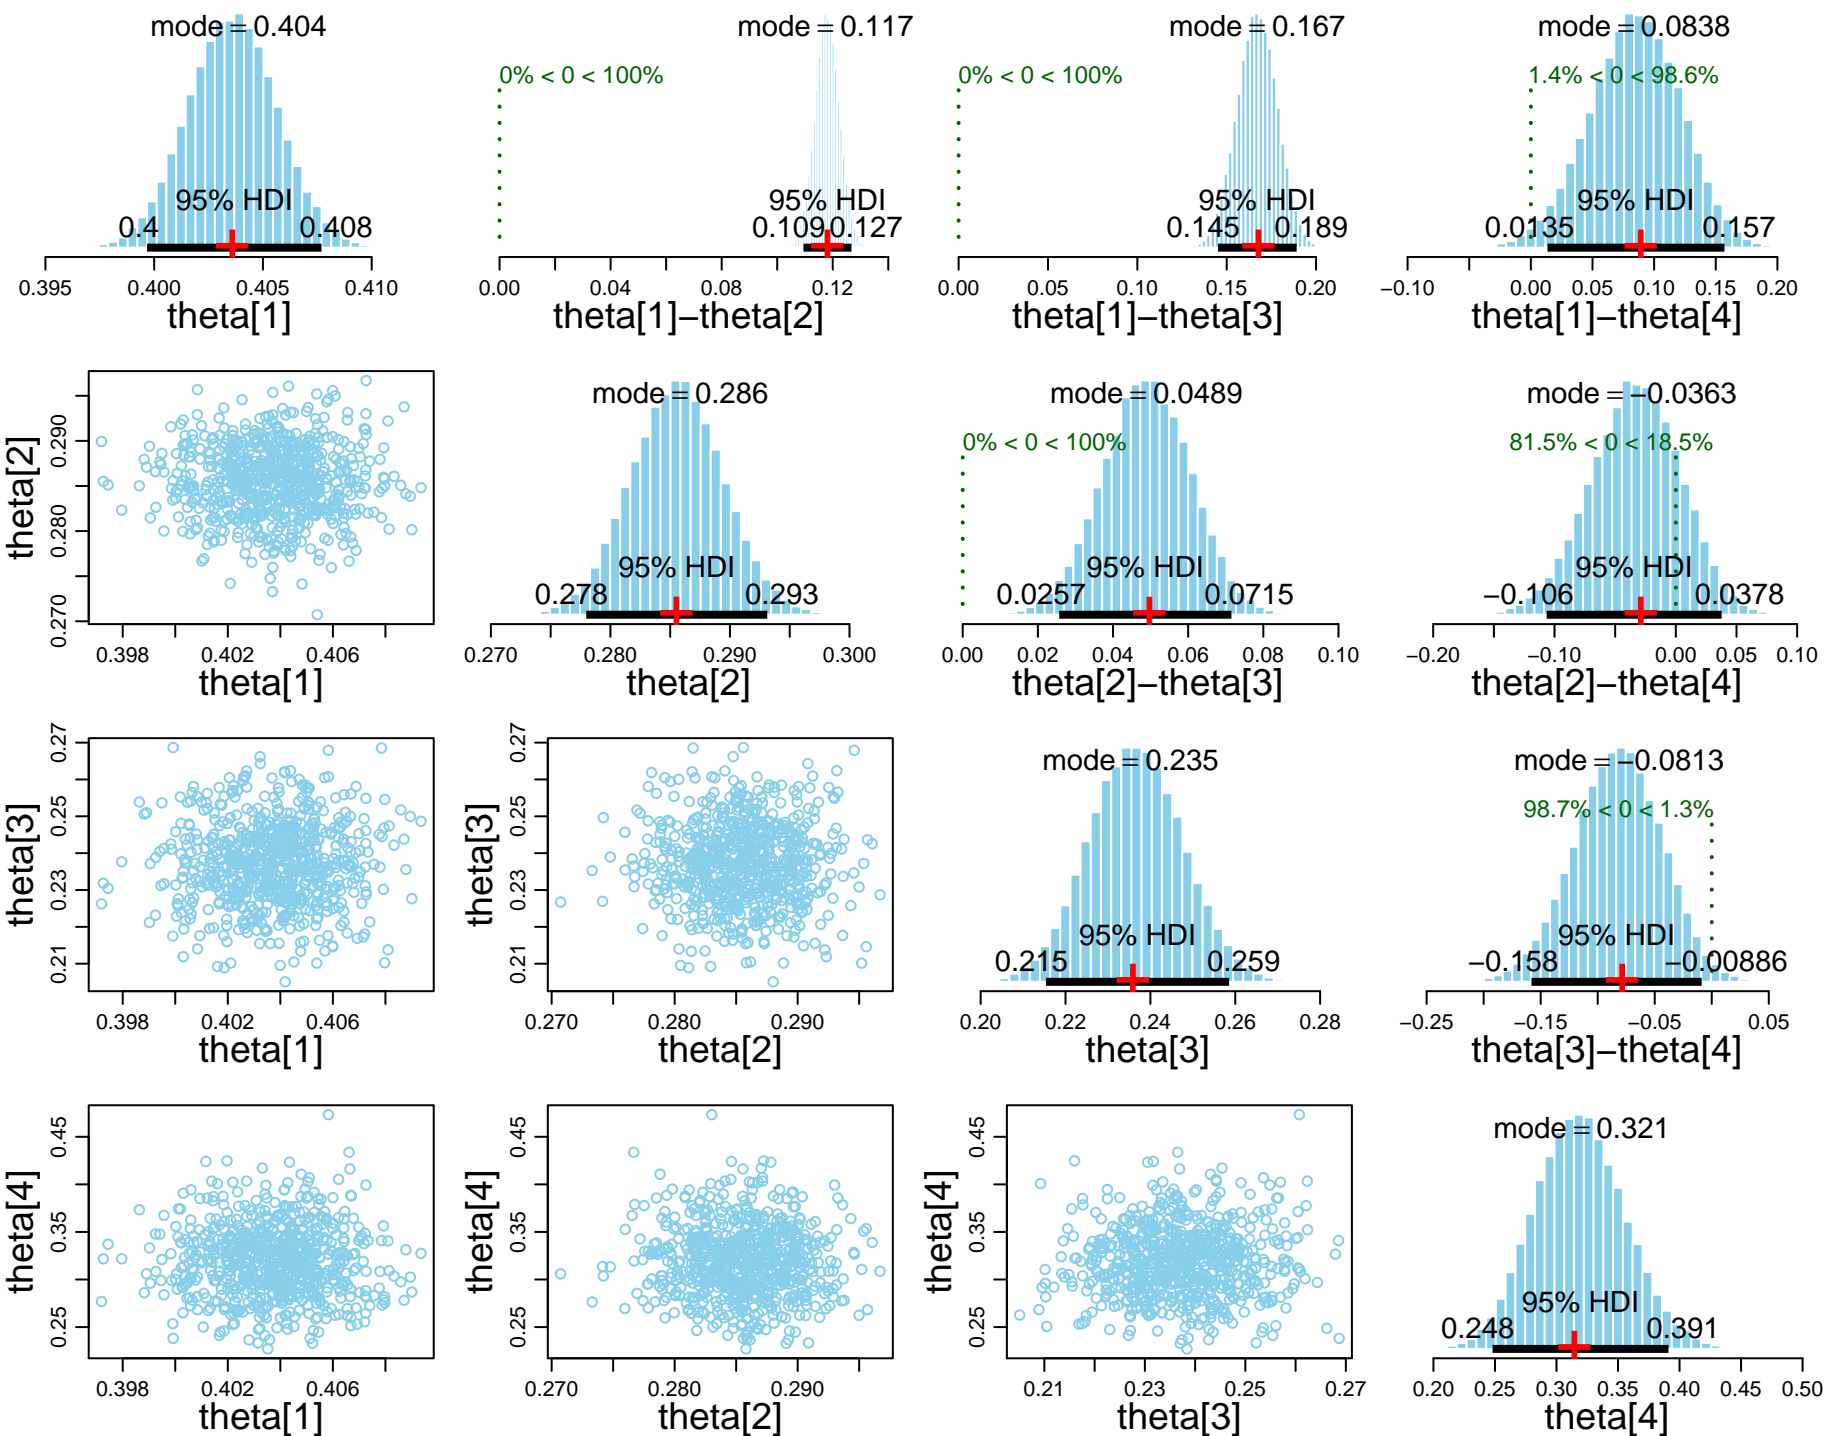 mode = 0.404
95% HDI
0.4 0.408
0.395 0.400 0.405 0.410
theta[1]
mode = 0.117
0% < 0 < 100%
95% HDI
0.109 0.127
0.00 0.04 0.08 0.12
theta[1]−theta[2]
mode = 0.167
0% < 0 < 100%
95% HDI
0.145 0.189
0.00 0.05 0.10 0.15 0.20
theta[1]−theta[3]
mode = 0.0838
1.4% < 0 < 98.6%
95% HDI
0.0135 0.157
−0.10 0.00 0.05 0.10 0.15 0.20
theta[1]−theta[4]
theta[2]
0.270 0.280 0.290
0.398 0.402 0.406
theta[1]
mode = 0.286
95% HDI
0.278 0.293
0.270 0.280 0.290 0.300
theta[2]
mode = 0.0489
0% < 0 < 100%
95% HDI
0.0257 0.0715
0.00 0.02 0.04 0.06 0.08 0.10
theta[2]−theta[3]
mode = −0.0363
81.5% < 0 < 18.5%
95% HDI
−0.106 0.0378
−0.20 −0.10 0.00 0.05 0.10
theta[2]−theta[4]
theta[3]
0.21 0.23 0.25 0.27
0.398 0.402 0.406
theta[1]
theta[3]
0.21 0.23 0.25 0.27
0.270 0.280 0.290
theta[2]
mode = 0.235
95% HDI
0.215 0.259
0.20 0.22 0.24 0.26 0.28
theta[3]
mode = −0.0813
98.7% < 0 < 1.3%
95% HDI
−0.158 −0.00886
−0.25 −0.15 −0.05 0.05
theta[3]−theta[4]
theta[4]
0.25 0.35 0.45
0.398 0.402 0.406
theta[1]
theta[4]
0.25 0.35 0.45
0.270 0.280 0.290
theta[2]
theta[4]
0.25 0.35 0.45
0.21 0.23 0.25 0.27
theta[3]
mode = 0.321
95% HDI
0.248 0.391
0.20 0.25 0.30 0.35 0.40 0.45 0.50
theta[4]